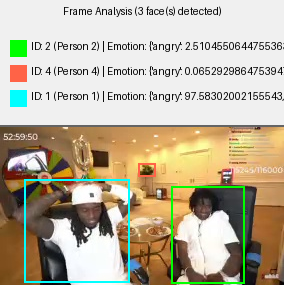 Frame Analysis (3 face(s) detected)
ID: 2 (Person 2) | Emotion: {'angry': 2.510455064475536
ID: 4 (Person 4) | Emotion: {'angry': 0.065292986475394
ID: 1 (Person 1) | Emotion: {'angry': 97.58302002155543,
52:59:50